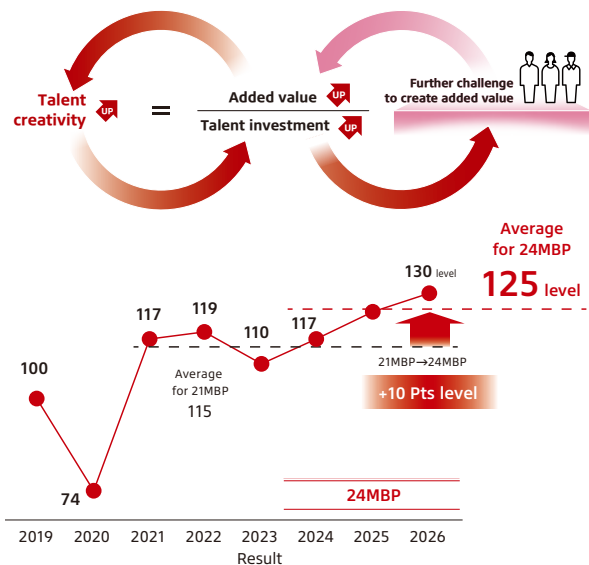 Talent
creativity
UP
=
Added value
UP
Talent investment
UP
Further challenge
to create added value
Average
for 24MBP
125 level
130 level
117
119
110
117
100
74
Average
for 21MBP
115
21MBP→24MBP
+10 Pts level
24MBP
2019 2020 2021 2022 2023 2024 2025 2026
Result